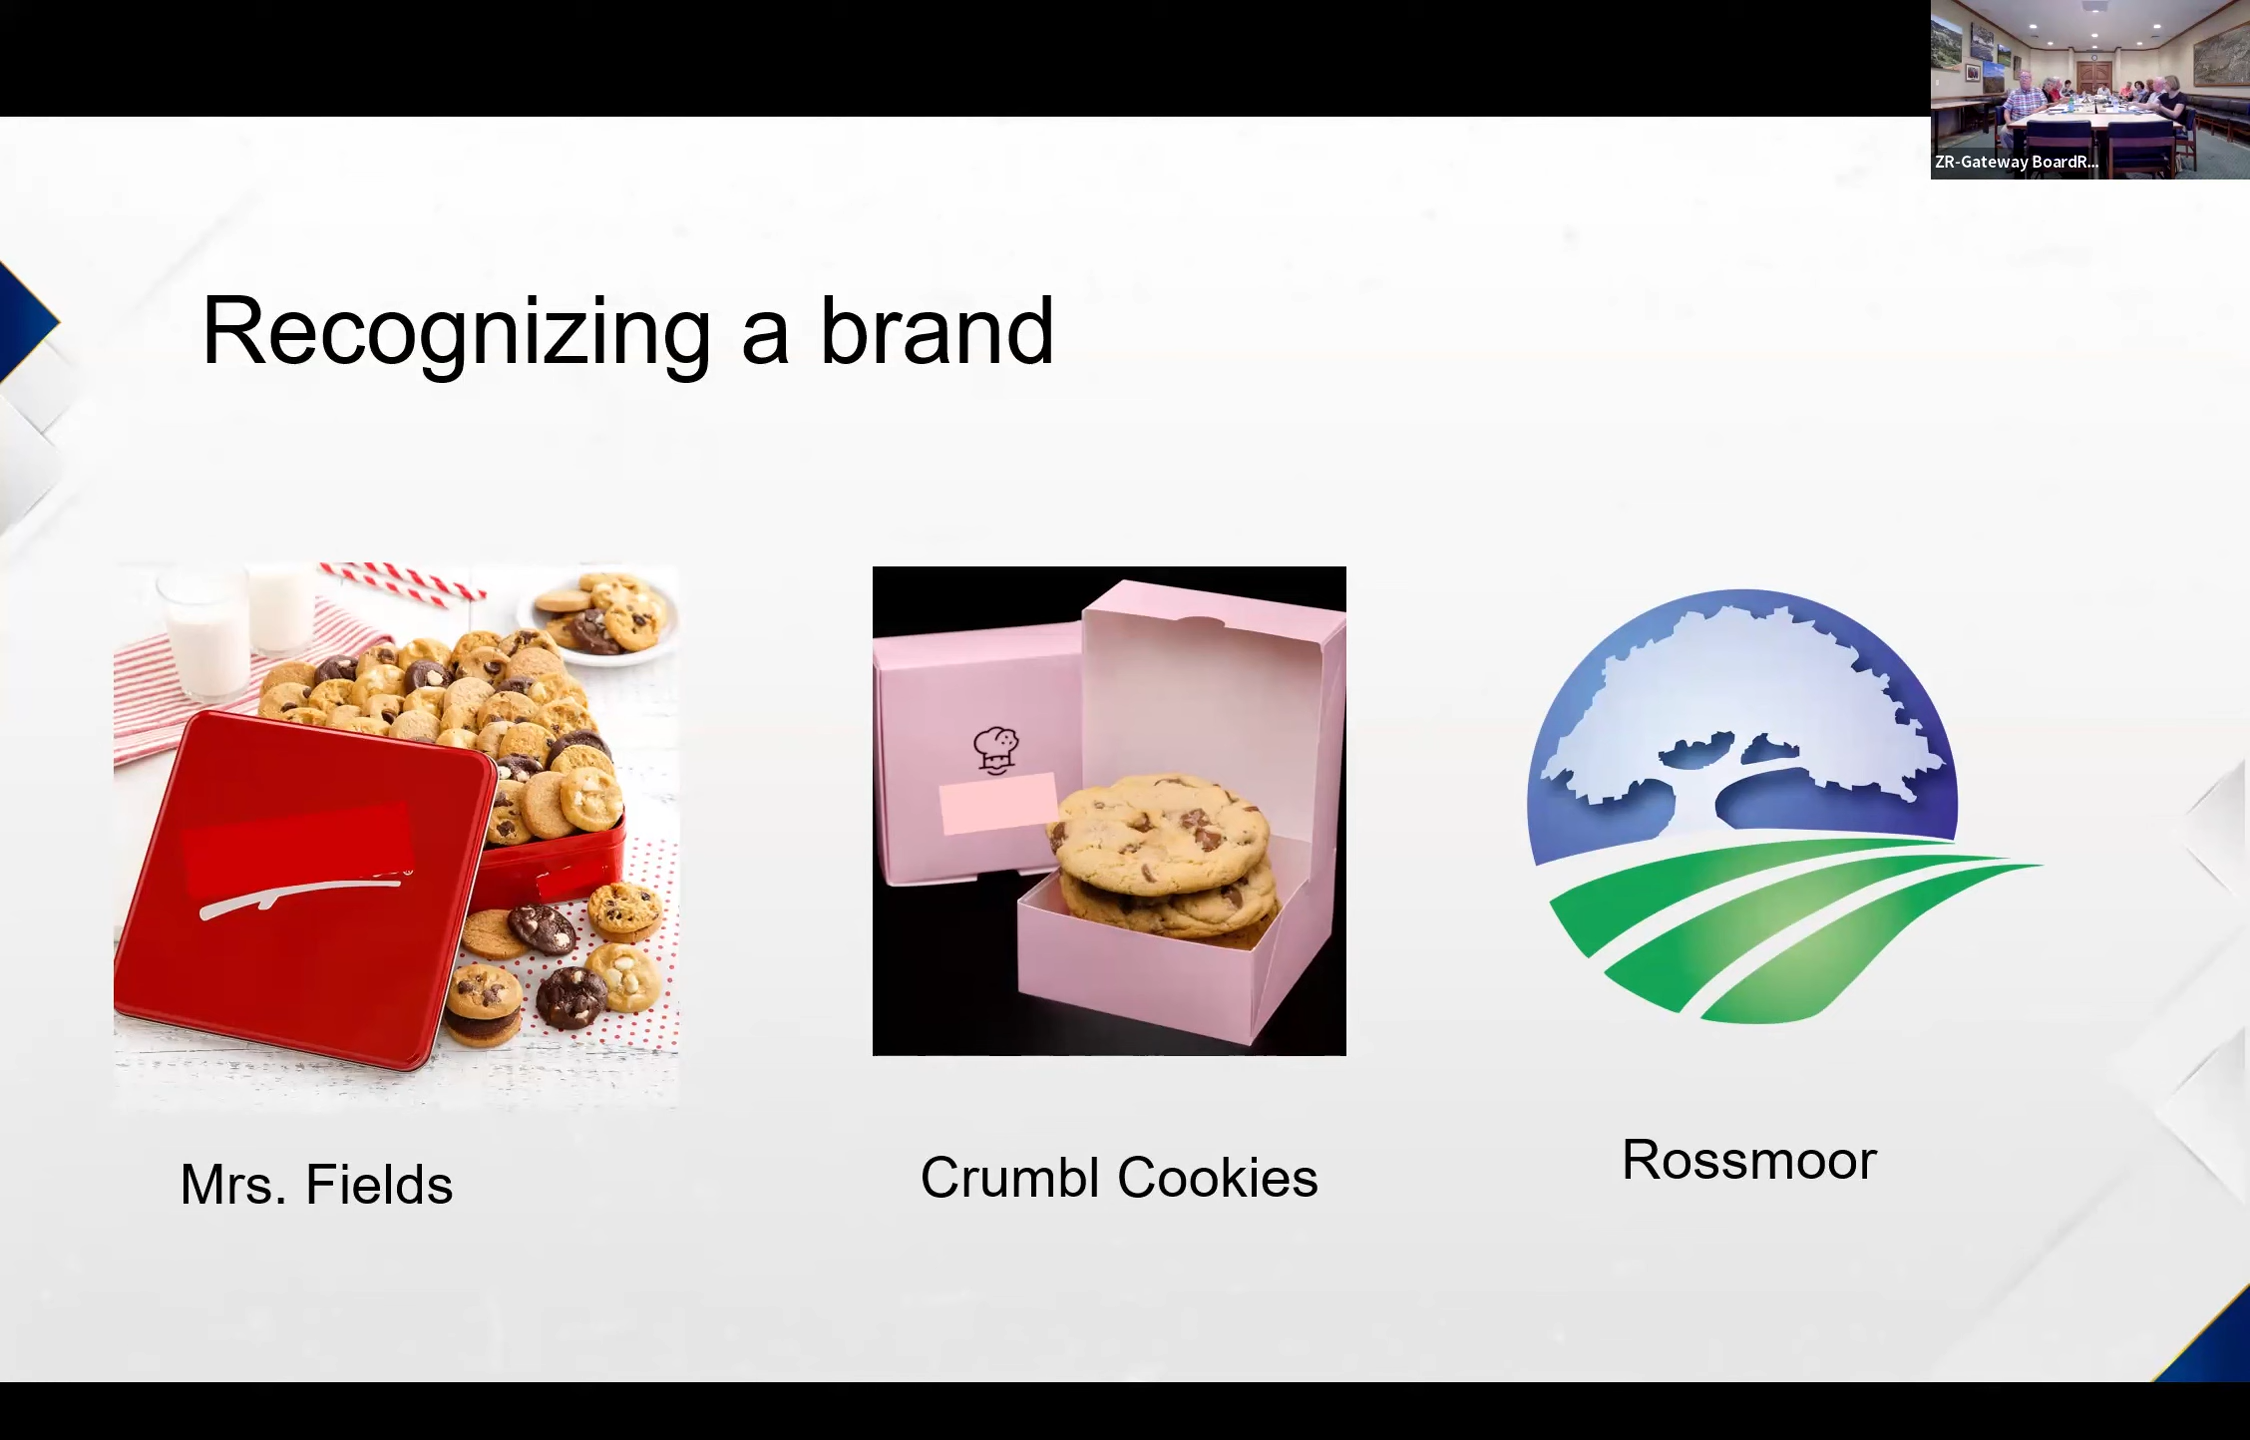 ZR-Gateway BoardR...
Recognizing a brand
Mrs. Fields
Crumbl Cookies
Rossmoor